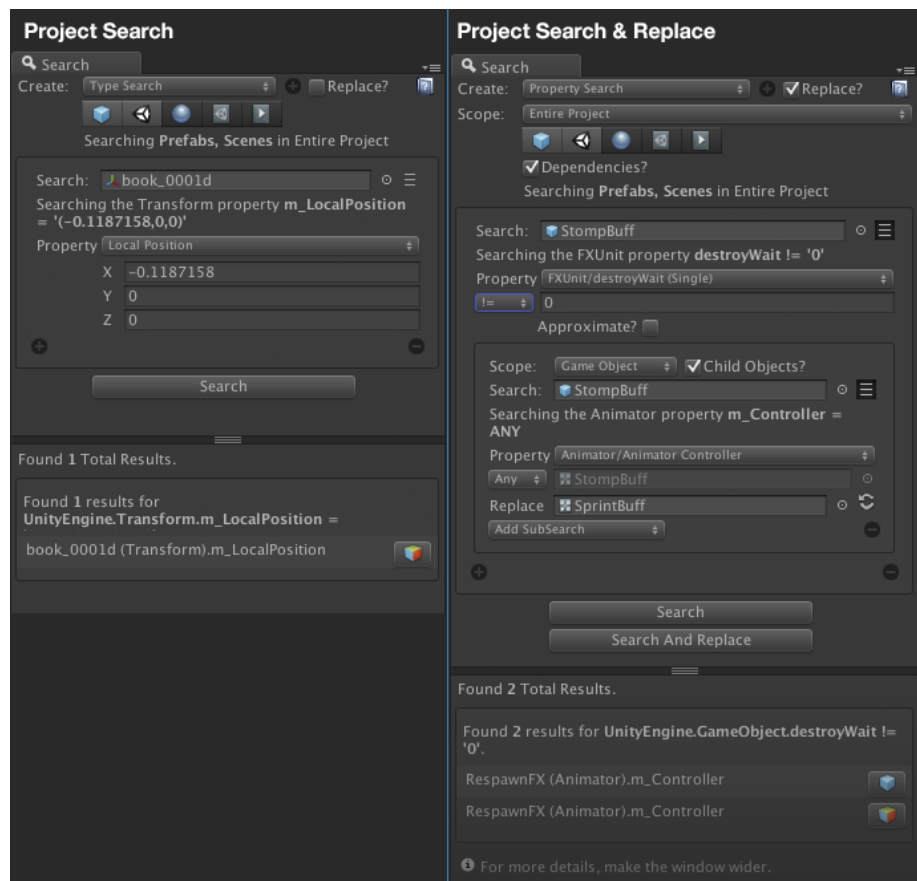 Project Search
Search
Create: Type Search Replace?
Searching Prefabs, Scenes in Entire Project
Search: book_0001d
Searching the Transform property m_LocalPosition
= '(-0.1187158,0,0)'
Property Local Position
X -0.1187158
Y 0
Z 0
Search
Found 1 Total Results.
Found 1 results for
UnityEngine.Transform.m_LocalPosition =
book_0001d (Transform).m_LocalPosition
Project Search & Replace
Search
Create: Property Search Replace?
Scope: Entire Project
Dependencies?
Searching Prefabs, Scenes in Entire Project
Search: StompBuff
Searching the FXUnit property destroyWait != '0'
Property FXUnit/destroyWait (Single)
!= 0
Approximate?
Scope: Game Object Child Objects?
Search: StompBuff
Searching the Animator property m_Controller =
ANY
Property Animator/Animator Controller
Any StompBuff
Replace SprintBuff
Add SubSearch
Search
Search And Replace
Found 2 Total Results.
Found 2 results for UnityEngine.GameObject.destroyWait !=
'0'.
RespawnFX (Animator).m_Controller
RespawnFX (Animator).m_Controller
For more details, make the window wider.